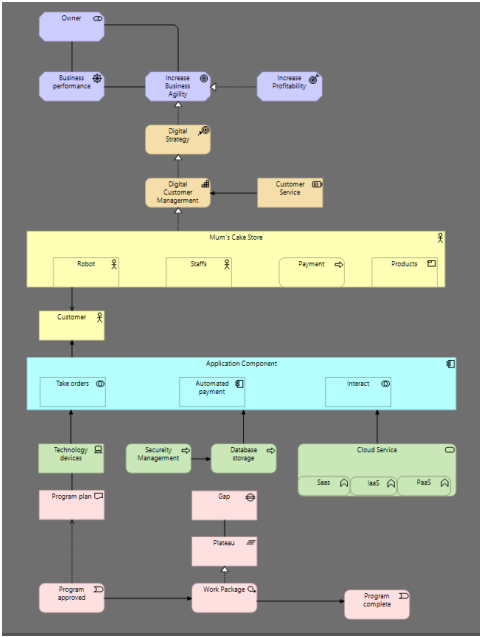 Owner
Business
performance
Increase
Business
Agility
Increase
Profitability
Digital
Strategy
Digital
Customer
Managerment
Customer
Service
Mum's Cake Store
Robot
Staffs
Payment
Products
Customer
Application Component
Take orders
Automated
payment
Interact
Technology
devices
Secureity
Managerment
Database
storage
Cloud Service
Saas
IaaS
PaaS
Program plan
Gap
Plateau
Program
approved
Work Package
Program
complete